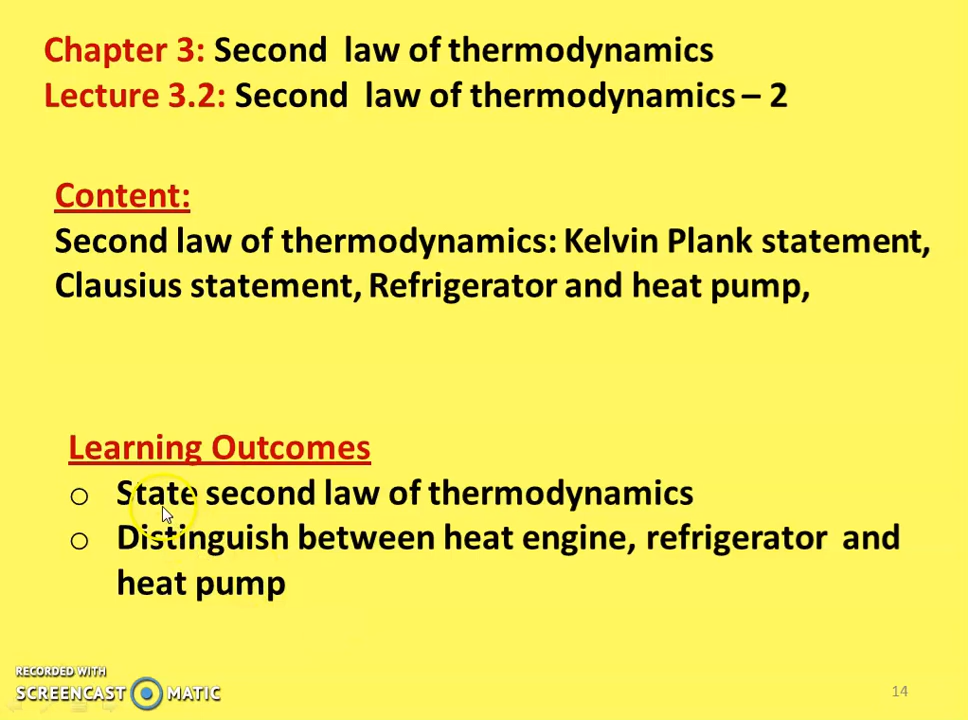 Chapter 3: Second law of thermodynamics
Lecture 3.2: Second law of thermodynamics – 2
Content:
Second law of thermodynamics: Kelvin Plank statement,
Clausius statement, Refrigerator and heat pump,
Learning Outcomes
o State second law of thermodynamics
o Distinguish between heat engine, refrigerator and
heat pump
RECORDED WITH
SCREENCAST MATIC
14